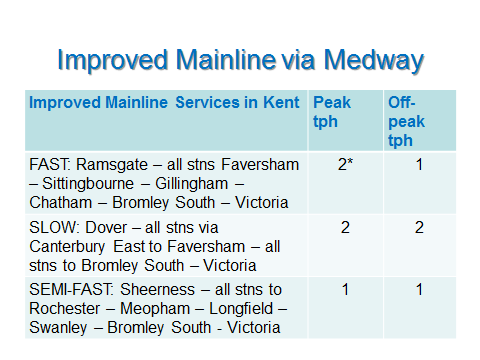 Improved Mainline via Medway
Improved Mainline Services in Kent
Peak
tph
Off-
peak
tph
FAST: Ramsgate – all stns Faversham
– Sittingbourne – Gillingham –
Chatham – Bromley South – Victoria
2*
1
SLOW: Dover – all stns via
Canterbury East to Faversham – all
stns to Bromley South – Victoria
2
2
SEMI-FAST: Sheerness – all stns to
Rochester – Meopham – Longfield –
Swanley – Bromley South - Victoria
1
1